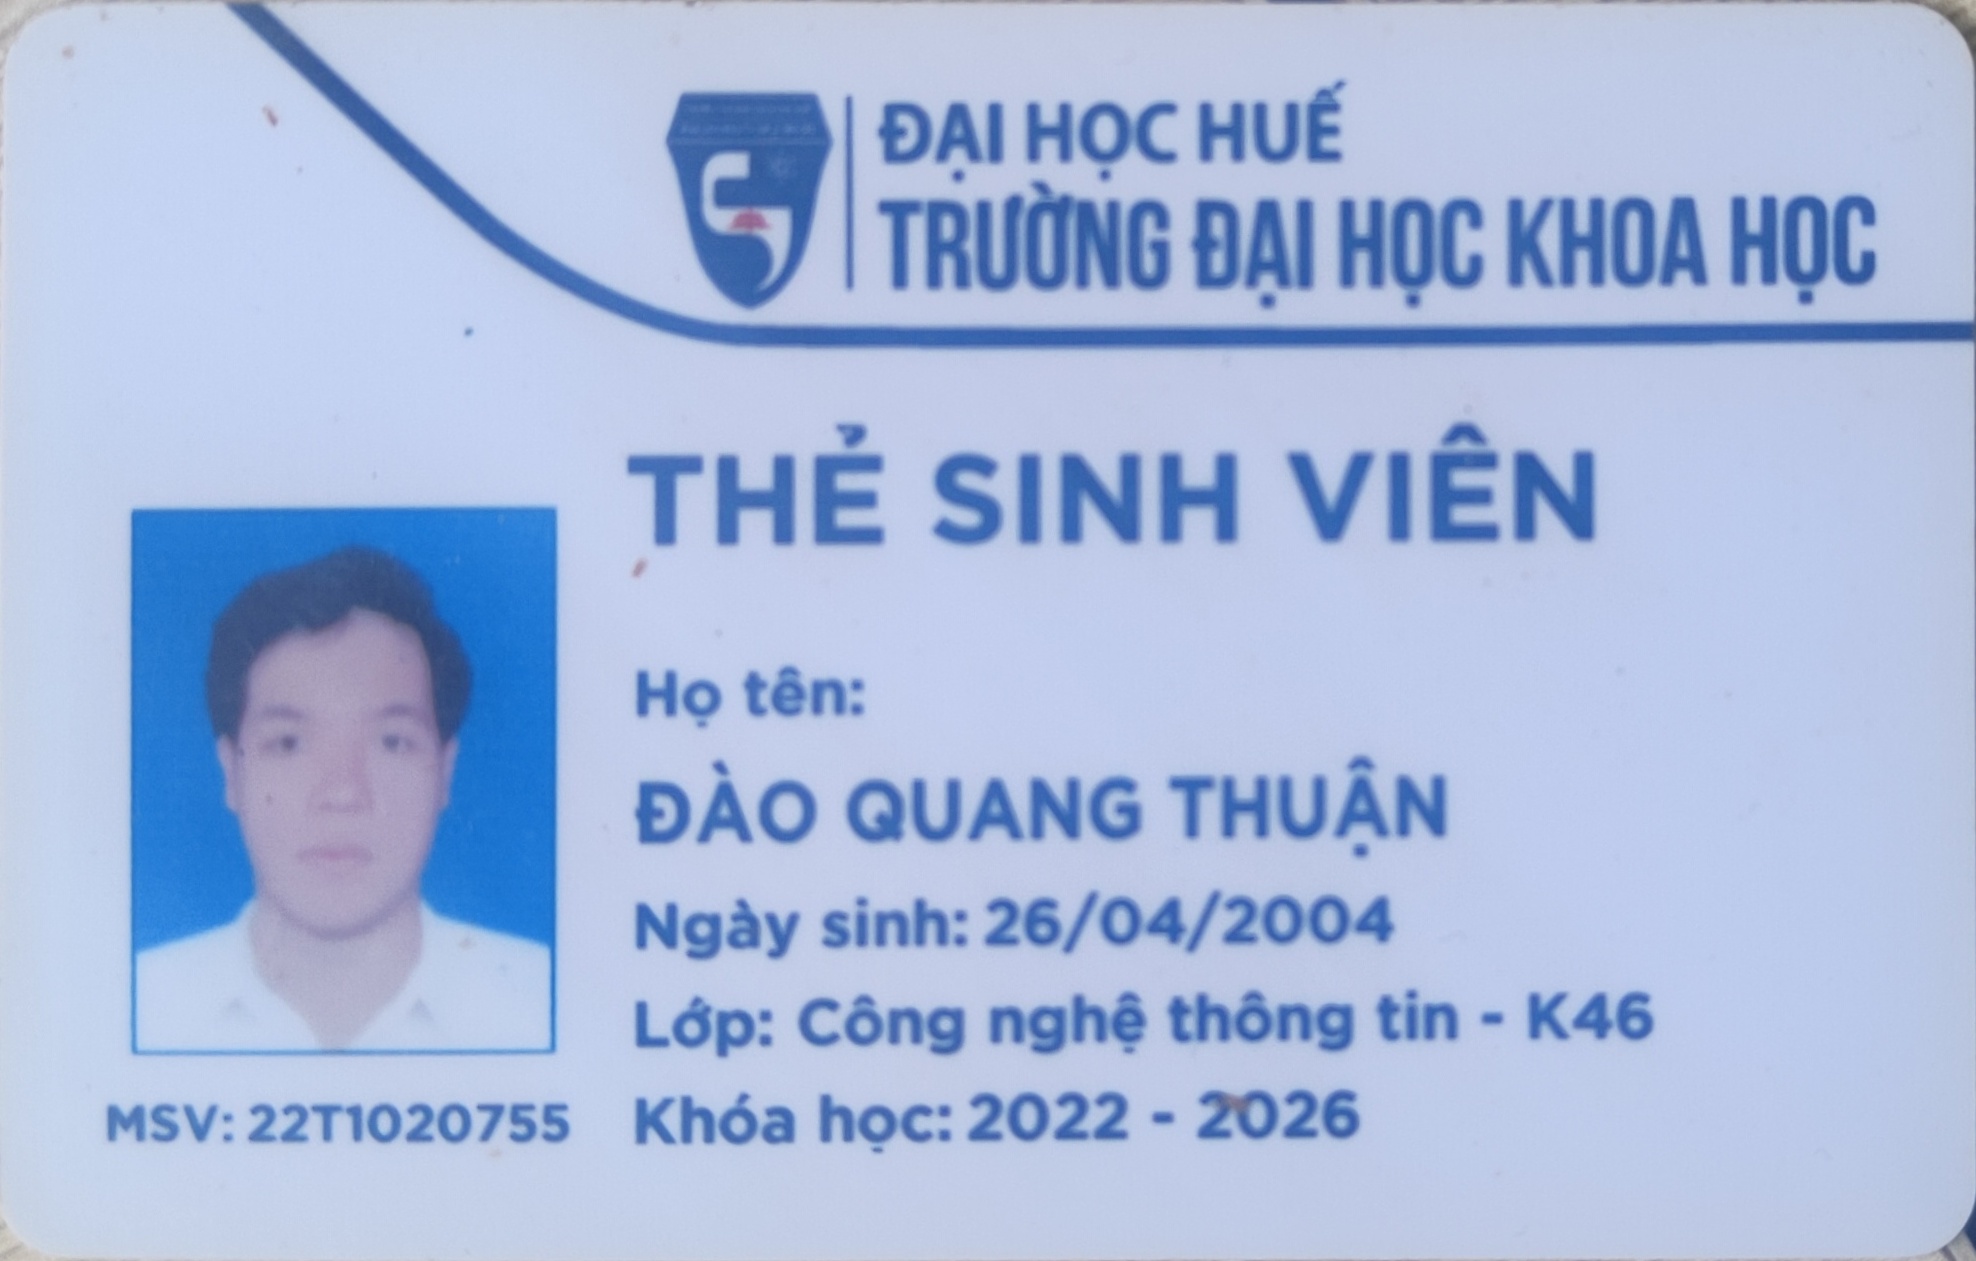 ĐẠI HỌC HUẾ
TRƯỜNG ĐẠI HỌC KHOA HỌC
THẺ SINH VIÊN
Họ tên:
ĐÀO QUANG THUẬN
Ngày sinh: 26/04/2004
Lớp: Công nghệ thông tin - K46
Khóa học: 2022 - 2026
MSV: 22T1020755